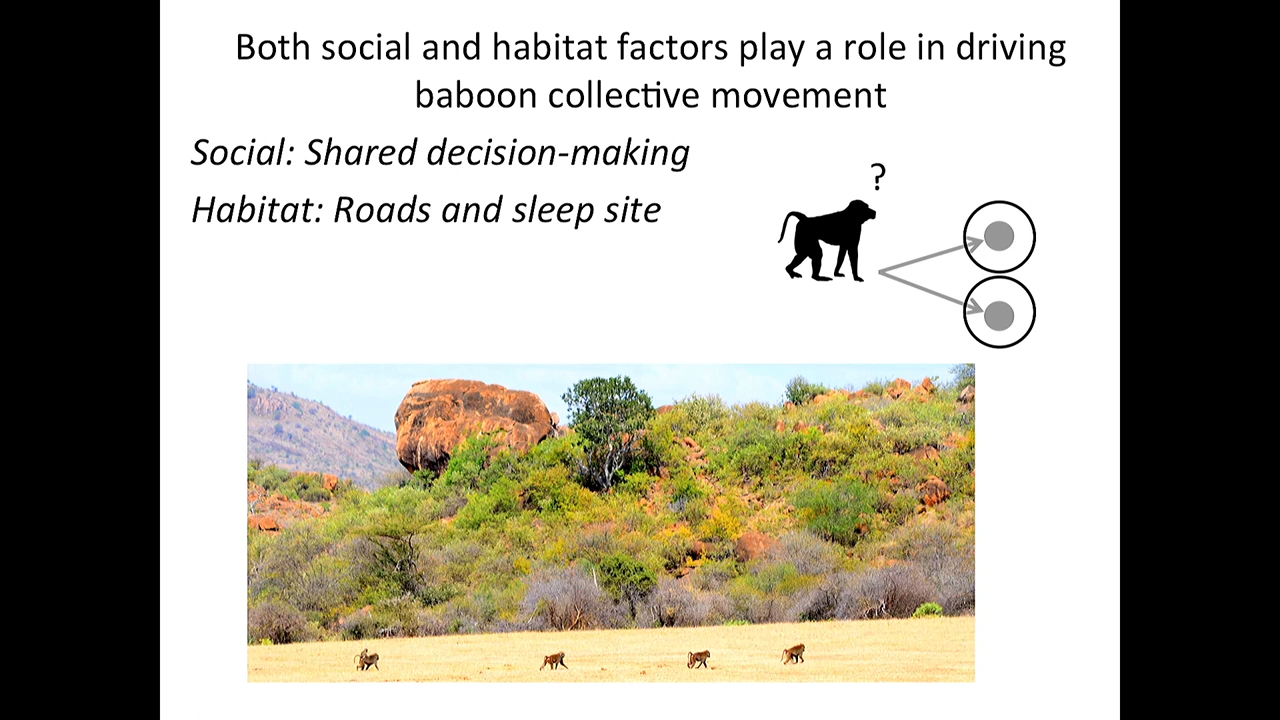 Both social and habitat factors play a role in driving
baboon collective movement
Social: Shared decision-making
?
Habitat: Roads and sleep site